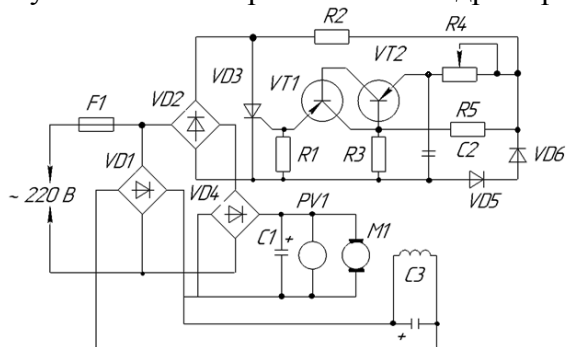 R2
R4
VT2
VD3
VT1
VD2
F1
R5
VD1
R1
R3
C2
VD6
~ 220 В
VD4
PV1
VD5
C1
+
M1
C3
+